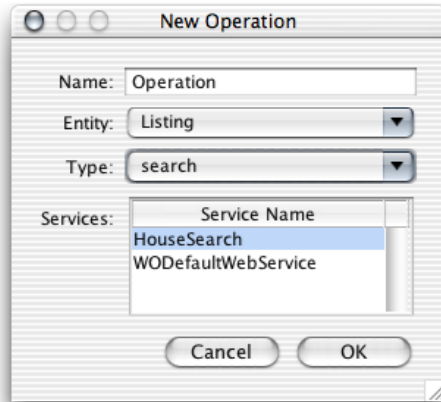 New Operation
Name: Operation
Entity: Listing
Type: search
Services: Service Name
HouseSearch
WODefaultWebService
Cancel OK